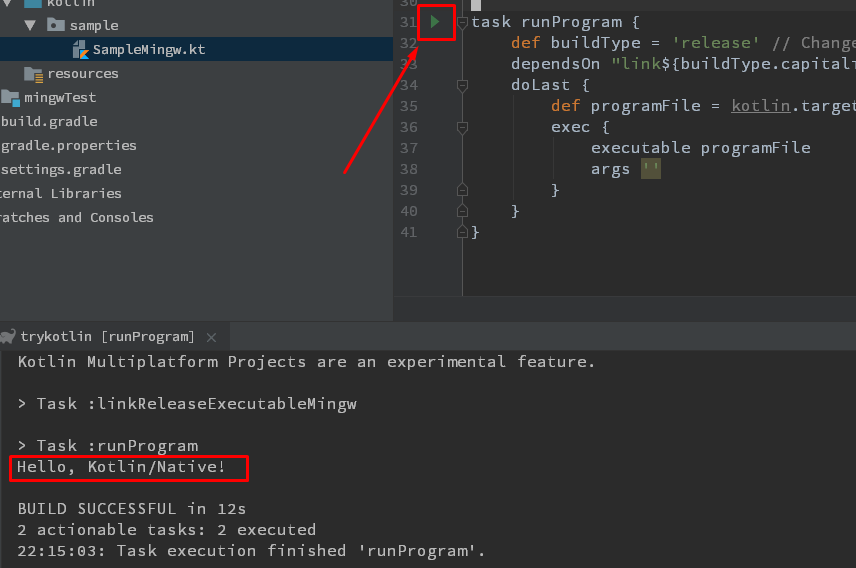 kotlin
sample
SampleMingw.kt
resources
mingwTest
build.gradle
gradle.properties
settings.gradle
ternal Libraries
ratches and Consoles
30
31 task runProgram {
32 def buildType = 'release' // Change
33 dependsOn "link${buildType.capitali
34 doLast {
35 def programFile = kotlin.target
36 exec {
37 executable programFile
38 args ''
39 }
40 }
41 }
trykotlin [runProgram]
Kotlin Multiplatform Projects are an experimental feature.
> Task :linkReleaseExecutableMingw
> Task :runProgram
Hello, Kotlin/Native!
BUILD SUCCESSFUL in 12s
2 actionable tasks: 2 executed
22:15:03: Task execution finished 'runProgram'.